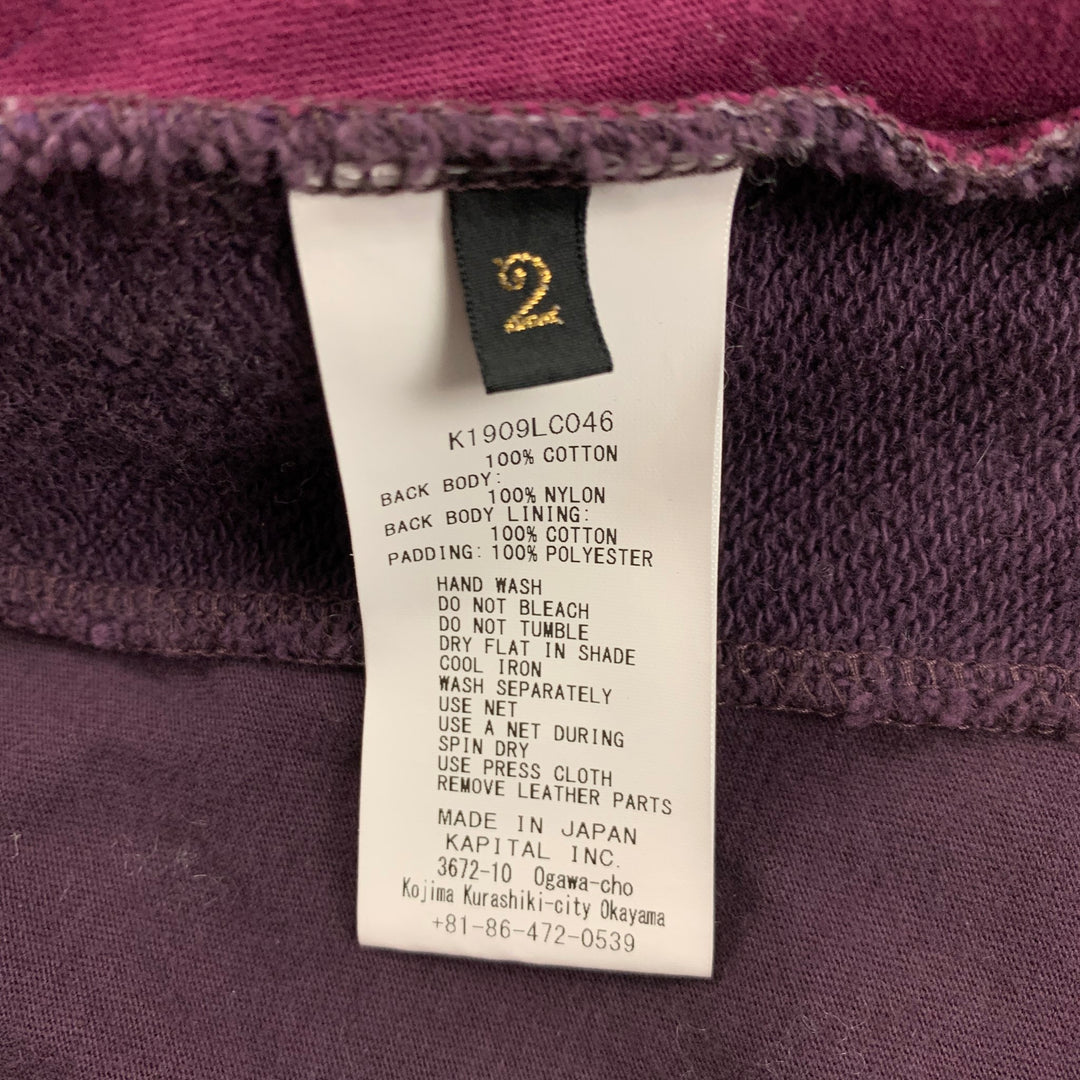 2
K1909LC046
100% COTTON
BACK BODY:
100% NYLON
BACK BODY LINING:
100% COTTON
PADDING: 100% POLYESTER
HAND WASH
DO NOT BLEACH
DO NOT TUMBLE
DRY FLAT IN SHADE
COOL IRON
WASH SEPARATELY
USE NET
USE A NET DURING
SPIN DRY
USE PRESS CLOTH
REMOVE LEATHER PARTS
MADE IN JAPAN
KAPITAL INC.
3672-10 Ogawa-cho
Kojima Kurashiki-city Okayama
+81-86-472-0539